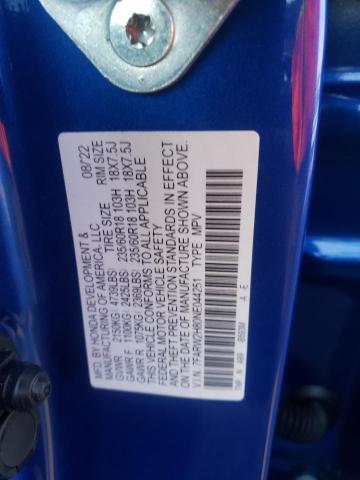 MFD BY: HONDA DEVELOPMENT & 08/22
MANUFACTURING OF AMERICA, LLC
TIRE SIZE RIM SIZE
GVWR 2150KG (4739LBS)
GAWR F 1100KG (2425LBS) 235/60R18 103H 18X7.5J
GAWR R 1075KG (2369LBS) 235/60R18 103H 18X7.5J
THIS VEHICLE CONFORMS TO ALL APPLICABLE
FEDERAL MOTOR VEHICLE SAFETY
THEFT PREVENTION STANDARDS IN EFFECT
ON THE DATE OF MANUFACTURE SHOWN ABOVE.
V.I.N.: 2FARW2H80NE044251 TYPE: MPV
A E